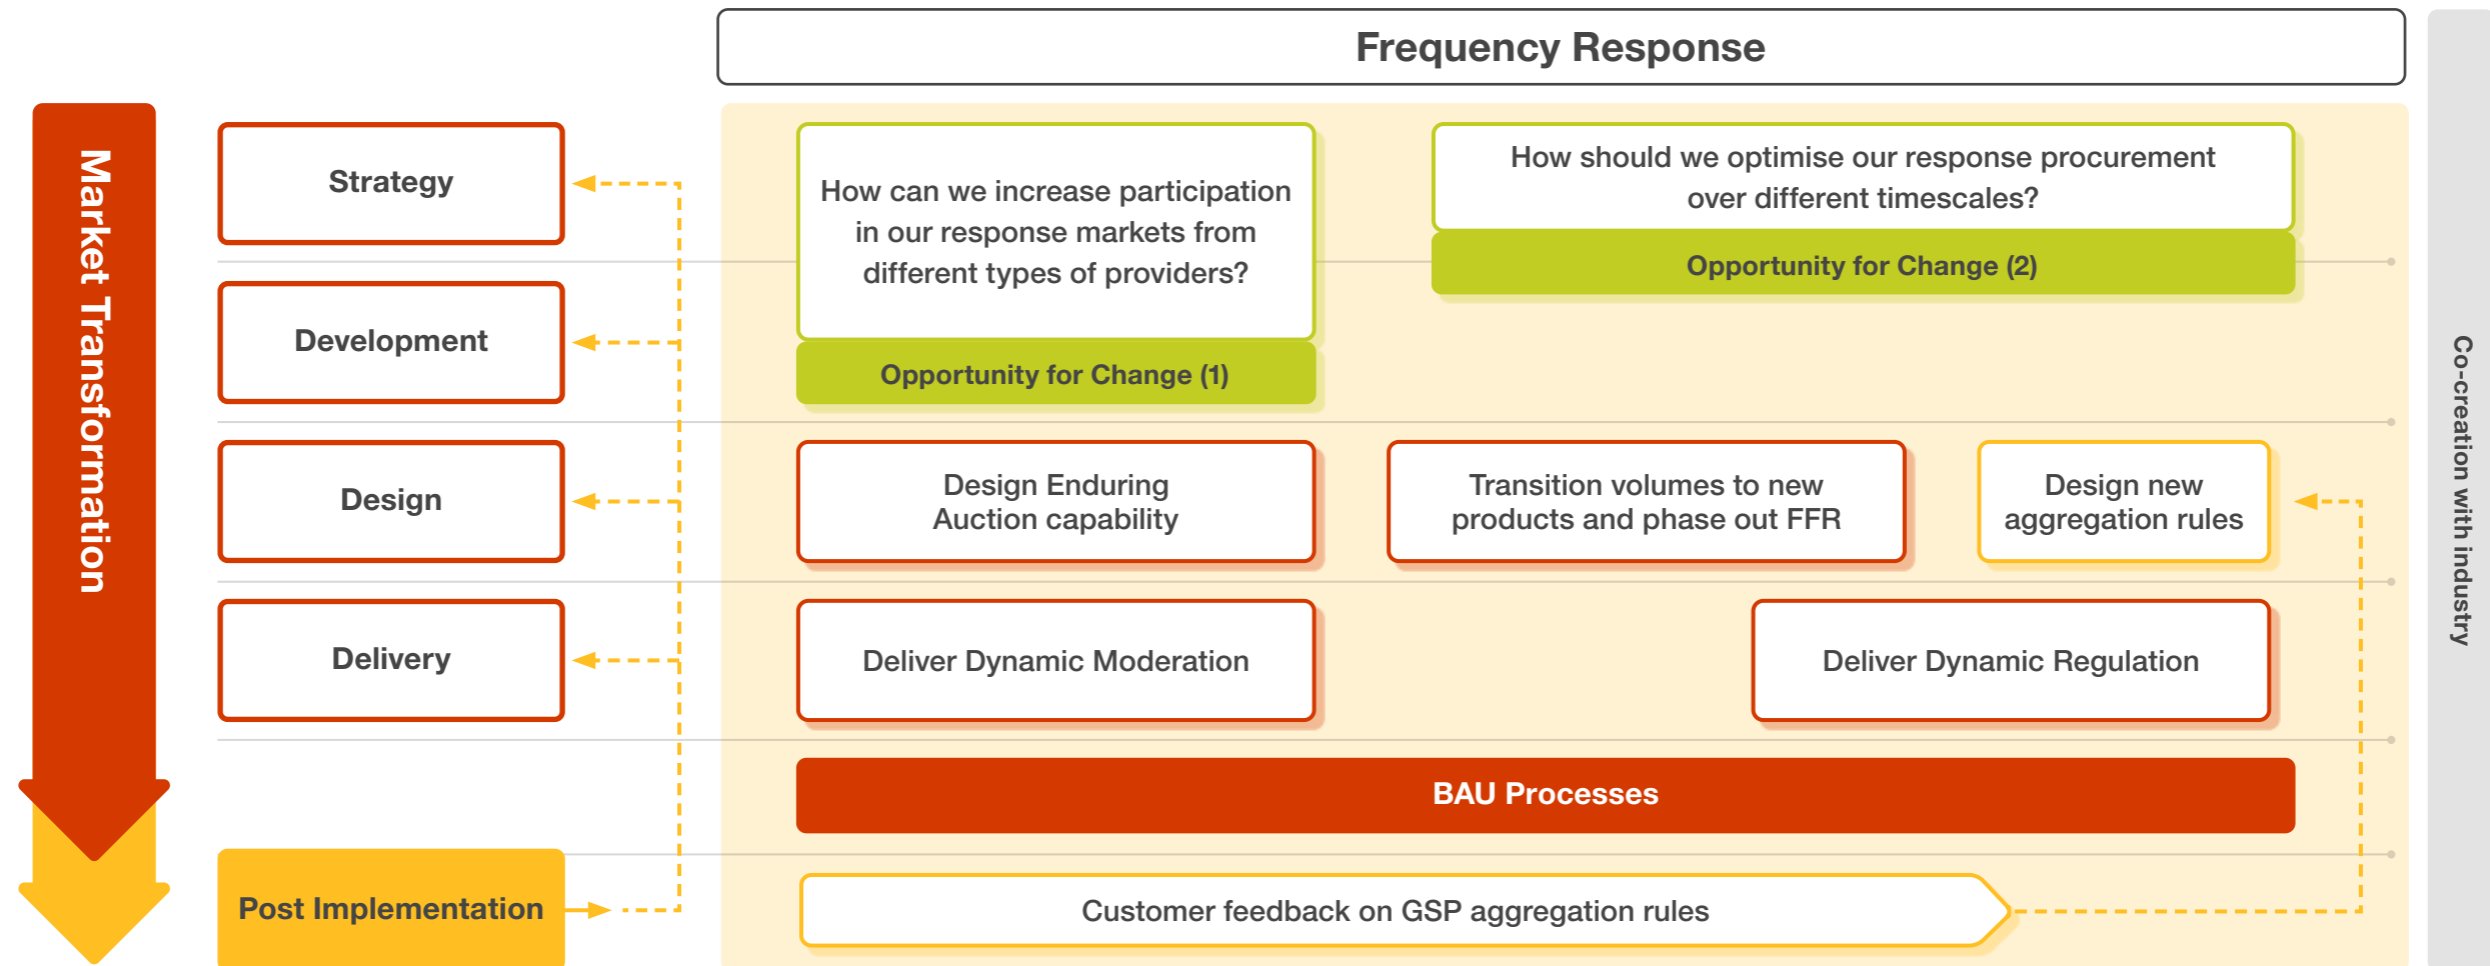 Frequency Response
Market Transformation
Strategy
How can we increase participation
in our response markets from
different types of providers?
Opportunity for Change (1)
How should we optimise our response procurement
over different timescales?
Opportunity for Change (2)
Development
Design
Design Enduring
Auction capability
Transition volumes to new
products and phase out FFR
Design new
aggregation rules
Delivery
Deliver Dynamic Moderation
Deliver Dynamic Regulation
BAU Processes
Post Implementation
Customer feedback on GSP aggregation rules
Co-creation with industry